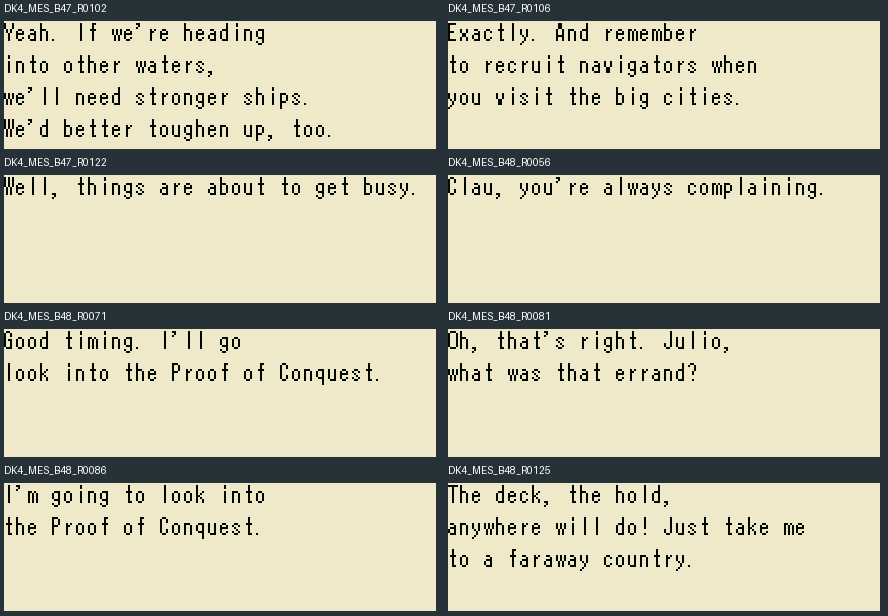 DK4_MES_B47_R0102
Yeah. If we're heading
into other waters,
we'll need stronger ships.
We'd better toughen up, too.
DK4_MES_B47_R0106
Exactly. And remember
to recruit navigators when
you visit the big cities.
DK4_MES_B47_R0122
Well, things are about to get busy.
DK4_MES_B48_R0056
Clau, you're always complaining.
DK4_MES_B48_R0071
Good timing. I'll go
look into the Proof of Conquest.
DK4_MES_B48_R0081
Oh, that's right. Julio,
what was that errand?
DK4_MES_B48_R0086
I'm going to look into
the Proof of Conquest.
DK4_MES_B48_R0125
The deck, the hold,
anywhere will do! Just take me
to a faraway country.